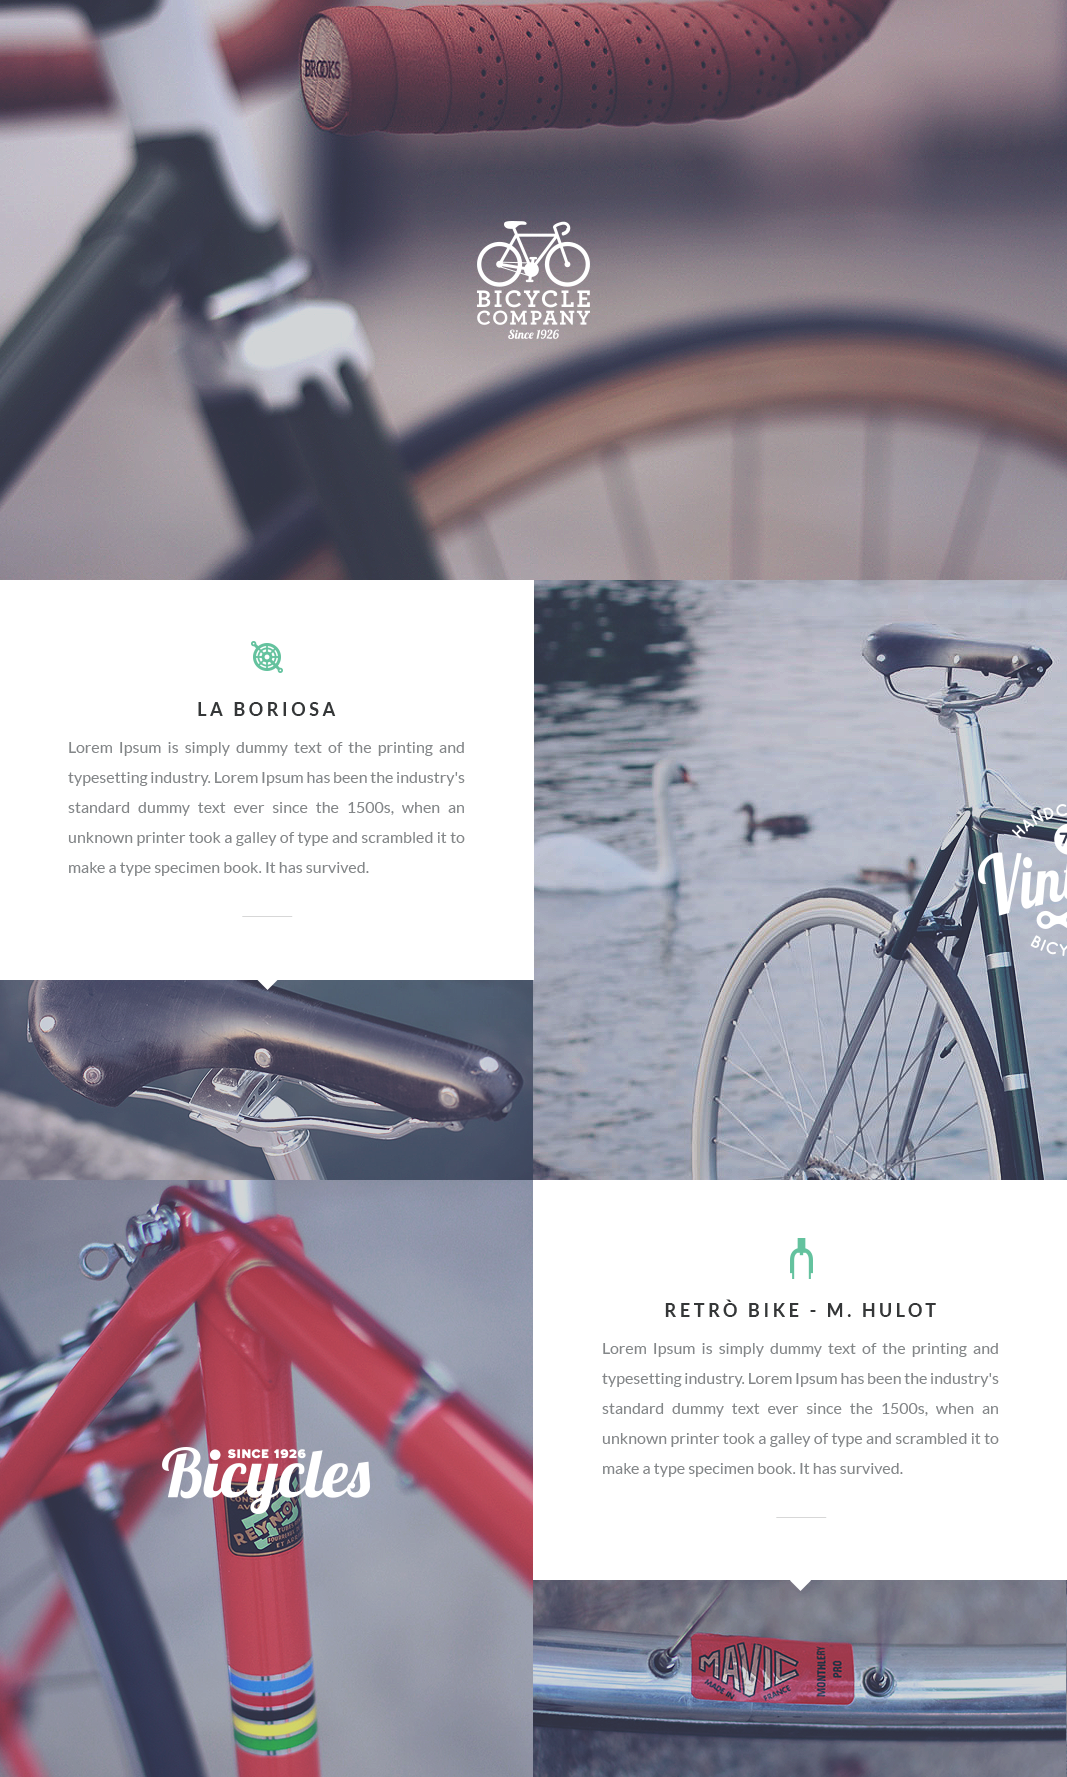 BROOKS
BICYCLE
COMPANY
Since 1926
LA BORIOSA
Lorem Ipsum is simply dummy text of the printing and
typesetting industry. Lorem Ipsum has been the industry's
standard dummy text ever since the 1500s, when an
unknown printer took a galley of type and scrambled it to
make a type specimen book. It has survived.
HAND C
7
Vin
BICY
RETRÒ BIKE - M. HULOT
Lorem Ipsum is simply dummy text of the printing and
typesetting industry. Lorem Ipsum has been the industry's
standard dummy text ever since the 1500s, when an
unknown printer took a galley of type and scrambled it to
make a type specimen book. It has survived.
SINCE 1926
Bicycles
MAVIC
MADE IN FRANCE
MONTHLERY
PRO